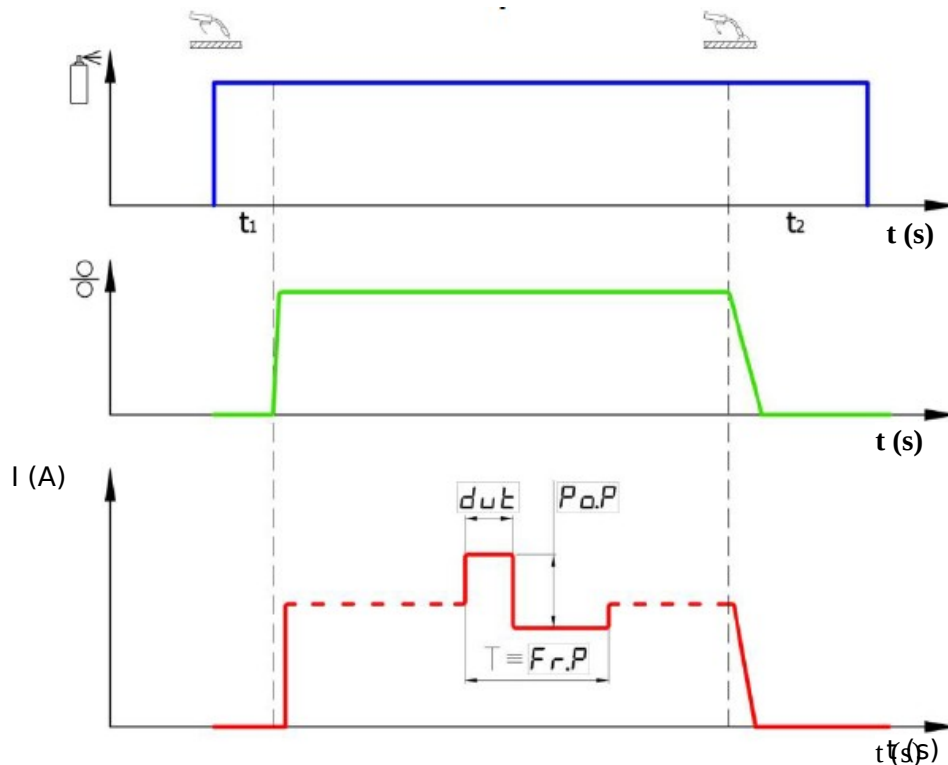 t1
t2
t (s)
t (s)
I (A)
dut
Po.P
T = Fr.P
t (s)
t (s)